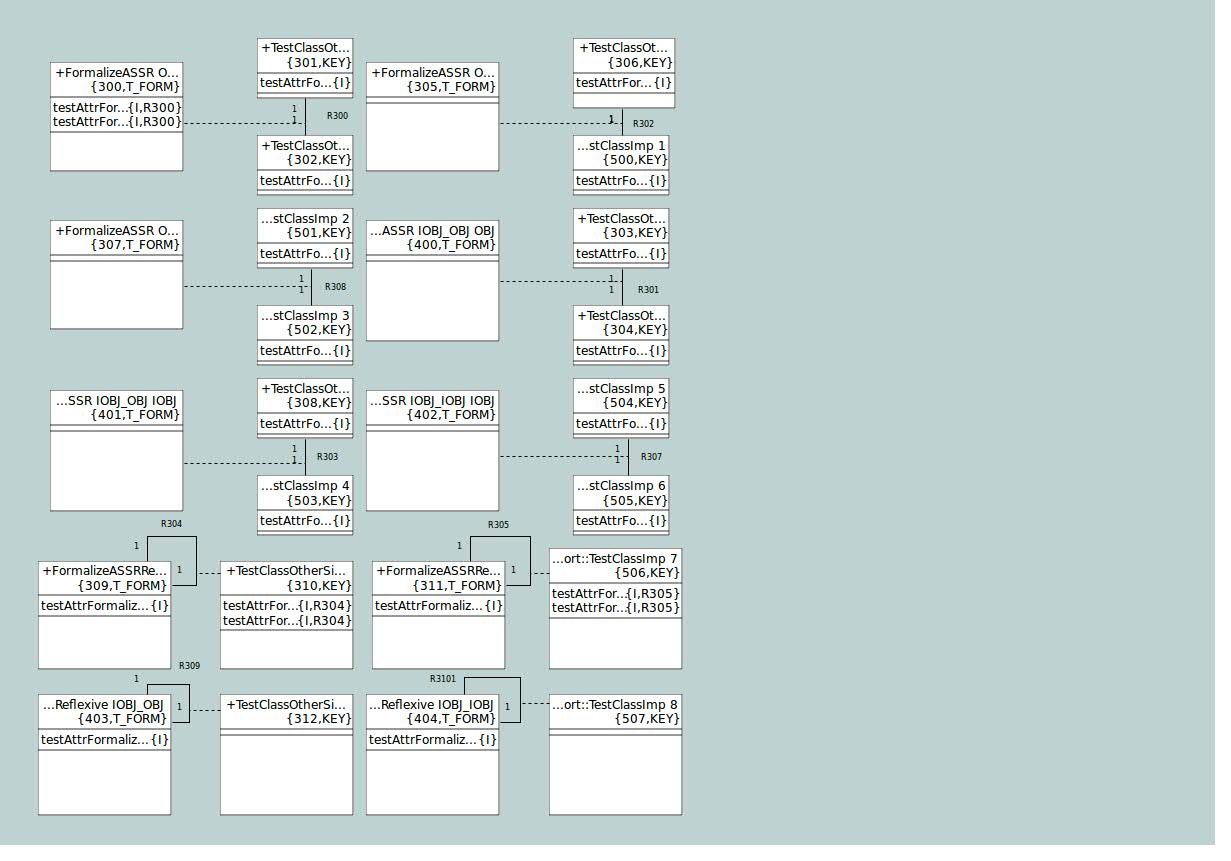 +FormalizeASSR O...
{300,T_FORM}
testAttrFor...{I,R300}
testAttrFor...{I,R300}
+TestClassOt...
{301,KEY}
testAttrFo...{I}
1
1
R300
+TestClassOt...
{302,KEY}
testAttrFo...{I}
+FormalizeASSR O...
{305,T_FORM}
+TestClassOt...
{306,KEY}
testAttrFor...{I}
1
R302
...stClassImp 1
{500,KEY}
testAttrFo...{I}
+FormalizeASSR O...
{307,T_FORM}
...stClassImp 2
{501,KEY}
testAttrFo...{I}
1
1
R308
...stClassImp 3
{502,KEY}
testAttrFo...{I}
...ASSR IOBJ_OBJ OBJ
{400,T_FORM}
+TestClassOt...
{303,KEY}
testAttrFo...{I}
1
1
R301
+TestClassOt...
{304,KEY}
testAttrFo...{I}
...SSR IOBJ_OBJ IOBJ
{401,T_FORM}
+TestClassOt...
{308,KEY}
testAttrFo...{I}
1
1
R303
...stClassImp 4
{503,KEY}
testAttrFo...{I}
...SSR IOBJ_IOBJ IOBJ
{402,T_FORM}
...stClassImp 5
{504,KEY}
testAttrFo...{I}
1
1
R307
...stClassImp 6
{505,KEY}
testAttrFo...{I}
R304
1
1
+FormalizeASSRRe...
{309,T_FORM}
testAttrFormaliz...{I}
+TestClassOtherSi...
{310,KEY}
testAttrFor...{I,R304}
testAttrFor...{I,R304}
R305
1
1
+FormalizeASSRRe...
{311,T_FORM}
testAttrFormaliz...{I}
...ort::TestClassImp 7
{506,KEY}
testAttrFor...{I,R305}
testAttrFor...{I,R305}
R309
1
1
...Reflexive IOBJ_OBJ
{403,T_FORM}
testAttrFormaliz...{I}
+TestClassOtherSi...
{312,KEY}
R3101
1
...Reflexive IOBJ_IOBJ
{404,T_FORM}
testAttrFormaliz...{I}
...ort::TestClassImp 8
{507,KEY}